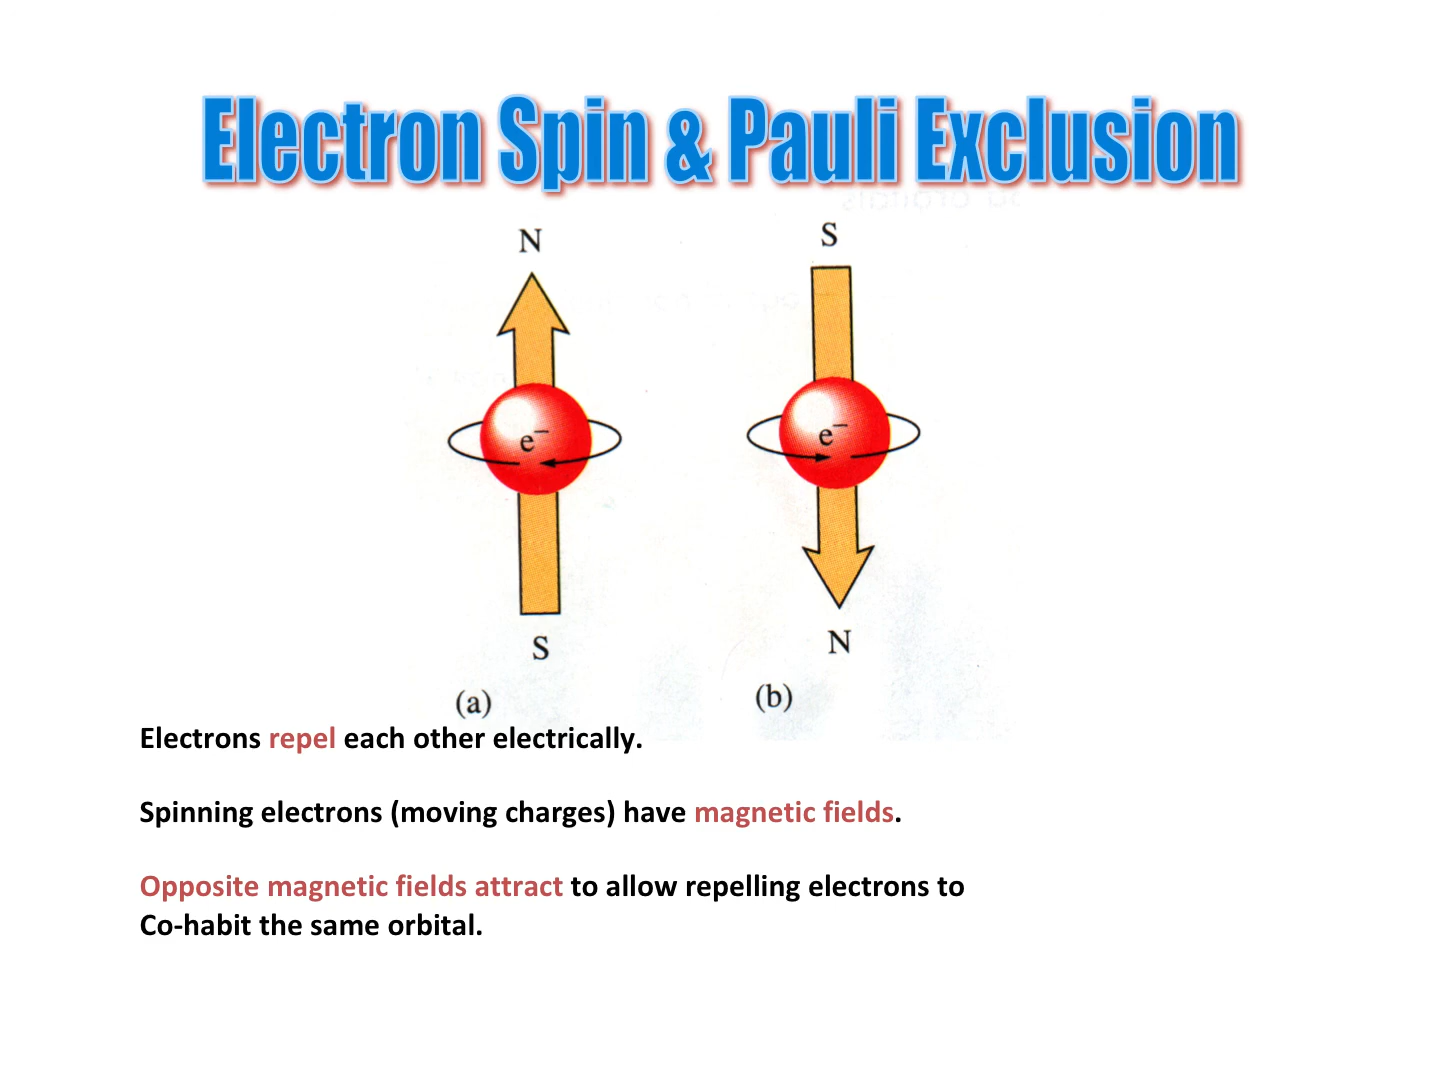 Electron Spin & Pauli Exclusion
N
S
e⁻
e⁻
S
N
(a)
(b)
Electrons repel each other electrically.
Spinning electrons (moving charges) have magnetic fields.
Opposite magnetic fields attract to allow repelling electrons to
Co-habit the same orbital.